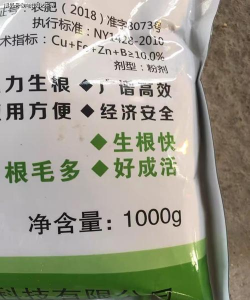 农肥（2018）准字8073号
执行标准：NY1428-2010
术指标：Cu+Fe+Zn+B≥10.0%
剂型：粉剂
力生根 ◆广谱高效
使用方便 ◆经济安全
◆生根快
根毛多 ◆好成活
净含量：1000g
科技有限公司